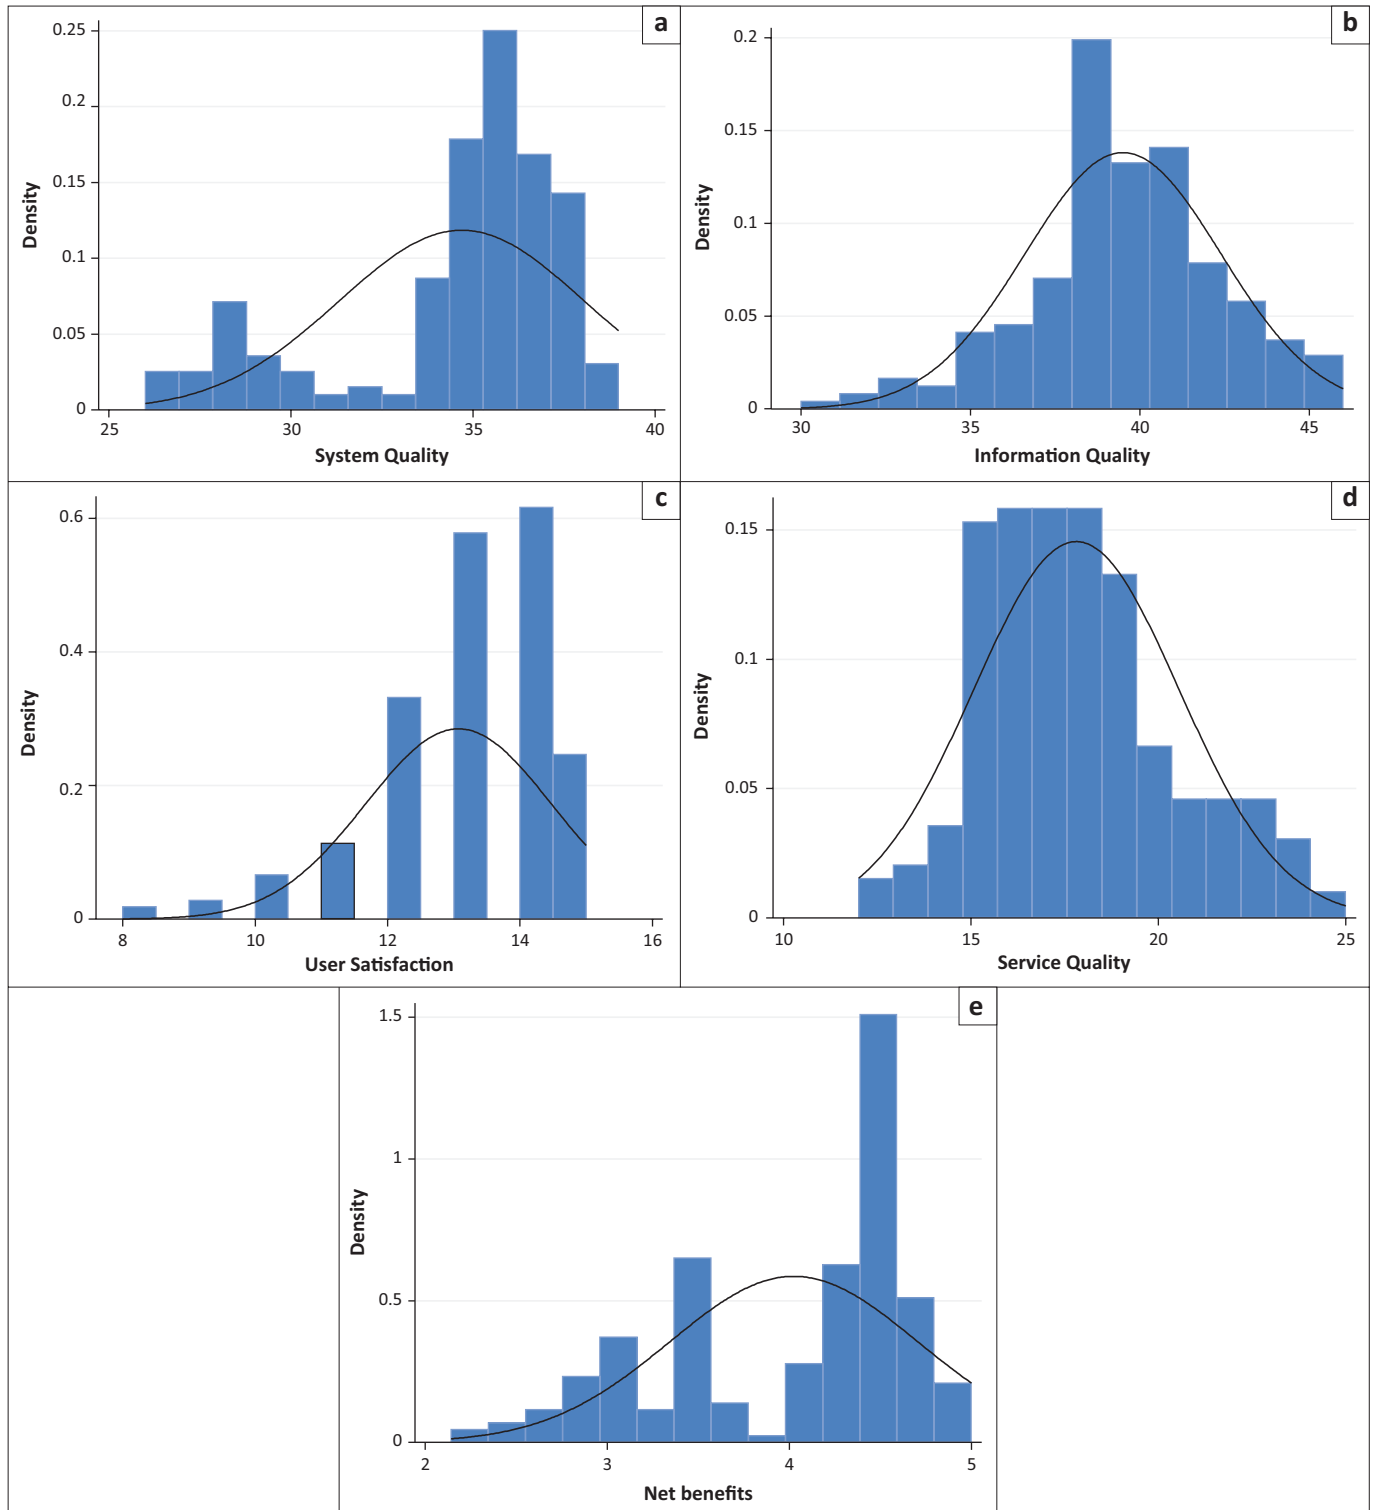 a
0.25
0.2
0.15
0.1
0.05
0
Density
25 30 35 40
System Quality
b
0.2
0.15
0.1
0.05
0
Density
30 35 40 45
Information Quality
c
0.6
0.4
0.2
0
Density
8 10 12 14 16
User Satisfaction
d
0.15
0.1
0.05
0
Density
10 15 20 25
Service Quality
e
1.5
1
0.5
0
Density
2 3 4 5
Net benefits